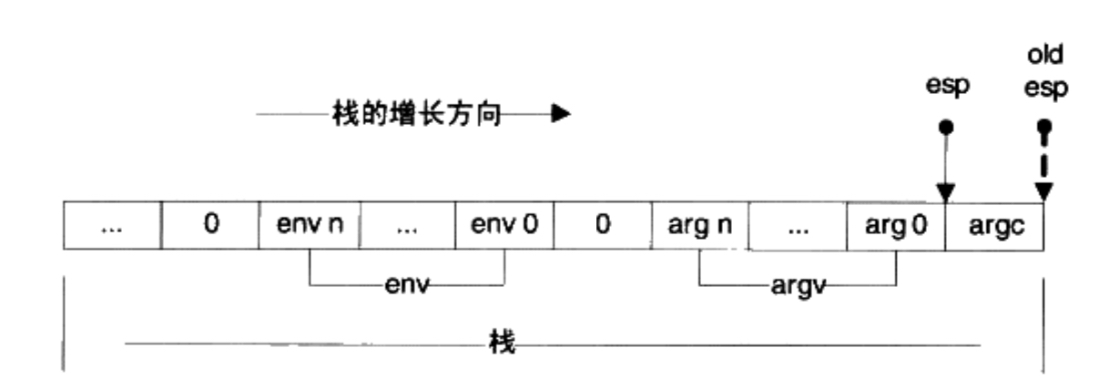 old
esp
esp
栈的增长方向
... 0 env n ... env 0 0 arg n ... arg 0 argc
env argv
栈